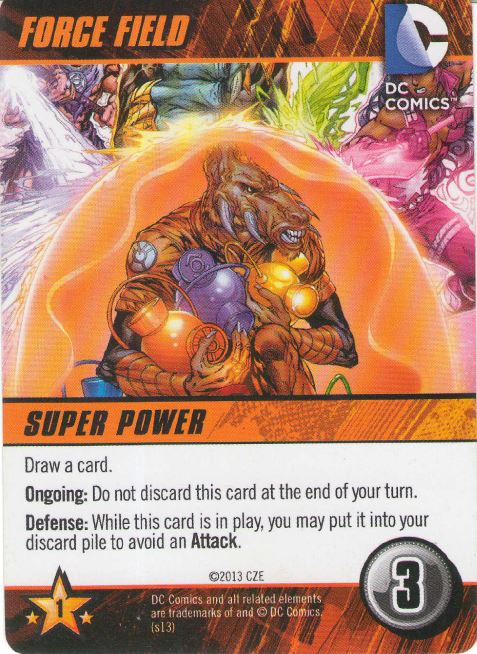 FORCE FIELD
DC
COMICS™
SUPER POWER
Draw a card.
Ongoing: Do not discard this card at the end of your turn.
Defense: While this card is in play, you may put it into your
discard pile to avoid an Attack.
©2013 CZE
1
DC Comics and all related elements
are trademarks of and © DC Comics.
(s13)
3